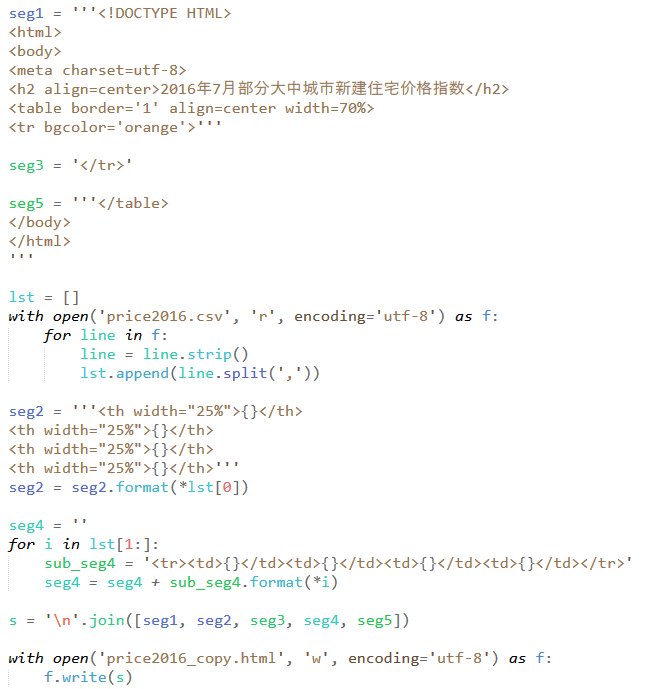 seg1 = '''<!DOCTYPE HTML>
<html>
<body>
<meta charset=utf-8>
<h2 align=center>2016年7月部分大中城市新建住宅价格指数</h2>
<table border='1' align=center width=70%>
<tr bgcolor='orange'>'''

seg3 = '</tr>'

seg5 = '''</table>
</body>
</html>
'''

lst = []
with open('price2016.csv', 'r', encoding='utf-8') as f:
    for line in f:
        line = line.strip()
        lst.append(line.split(','))

seg2 = '''<th width="25%">{}</th>
<th width="25%">{}</th>
<th width="25%">{}</th>
<th width="25%">{}</th>'''
seg2 = seg2.format(*lst[0])

seg4 = ''
for i in lst[1:]:
    sub_seg4 = '<tr><td>{}</td><td>{}</td><td>{}</td><td>{}</td></tr>'
    seg4 = seg4 + sub_seg4.format(*i)

s = '\n'.join([seg1, seg2, seg3, seg4, seg5])

with open('price2016_copy.html', 'w', encoding='utf-8') as f:
    f.write(s)